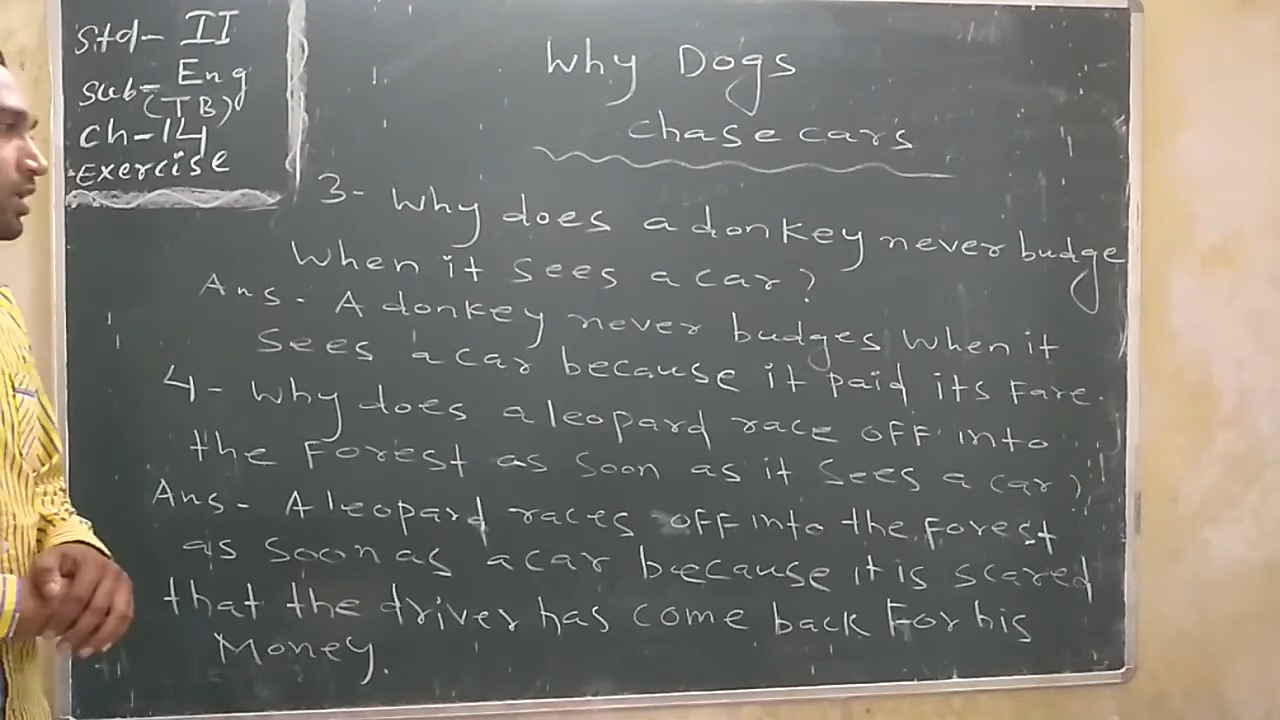 Std- II
Sub- Eng
(TB)
Ch-14
Exercise
Why Dogs
chase cars
3- Why does a donkey never budge
When it sees a car?
Ans- A donkey never budges when it
sees a car because it paid its fare.
4- Why does a leopard race off into
the forest as soon as it sees a car?
Ans- A leopard races off into the forest
as soon as a car because it is scared
that the driver has come back for his
Money.